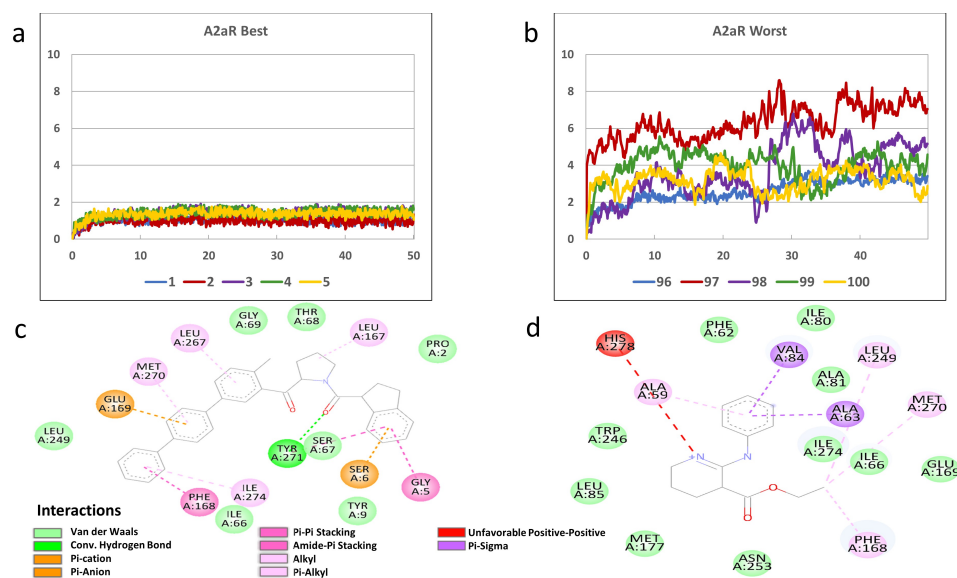 a
A2aR Best
10
8
6
4
2
0
0 10 20 30 40 50
1 2 3 4 5
b
A2aR Worst
10
8
6
4
2
0
0 10 20 30 40
96 97 98 99 100
c
GLY
A:69
THR
A:68
LEU
A:267
LEU
A:167
PRO
A:2
MET
A:270
GLU
A:169
LEU
A:249
O
N
O
TYR
A:271
SER
A:67
SER
A:6
GLY
A:5
ILE
A:274
PHE
A:168
ILE
A:66
TYR
A:9
d
ILE
A:80
PHE
A:62
HIS
A:278
VAL
A:84
LEU
A:249
ALA
A:81
ALA
A:59
MET
A:270
ALA
A:63
TRP
A:246
ILE
A:274
ILE
A:66
GLU
A:169
N
N
O
O
LEU
A:85
MET
A:177
ASN
A:253
PHE
A:168
Interactions
Van der Waals
Conv. Hydrogen Bond
Pi-cation
Pi-Anion
Pi-Pi Stacking
Amide-Pi Stacking
Alkyl
Pi-Alkyl
Unfavorable Positive-Positive
Pi-Sigma